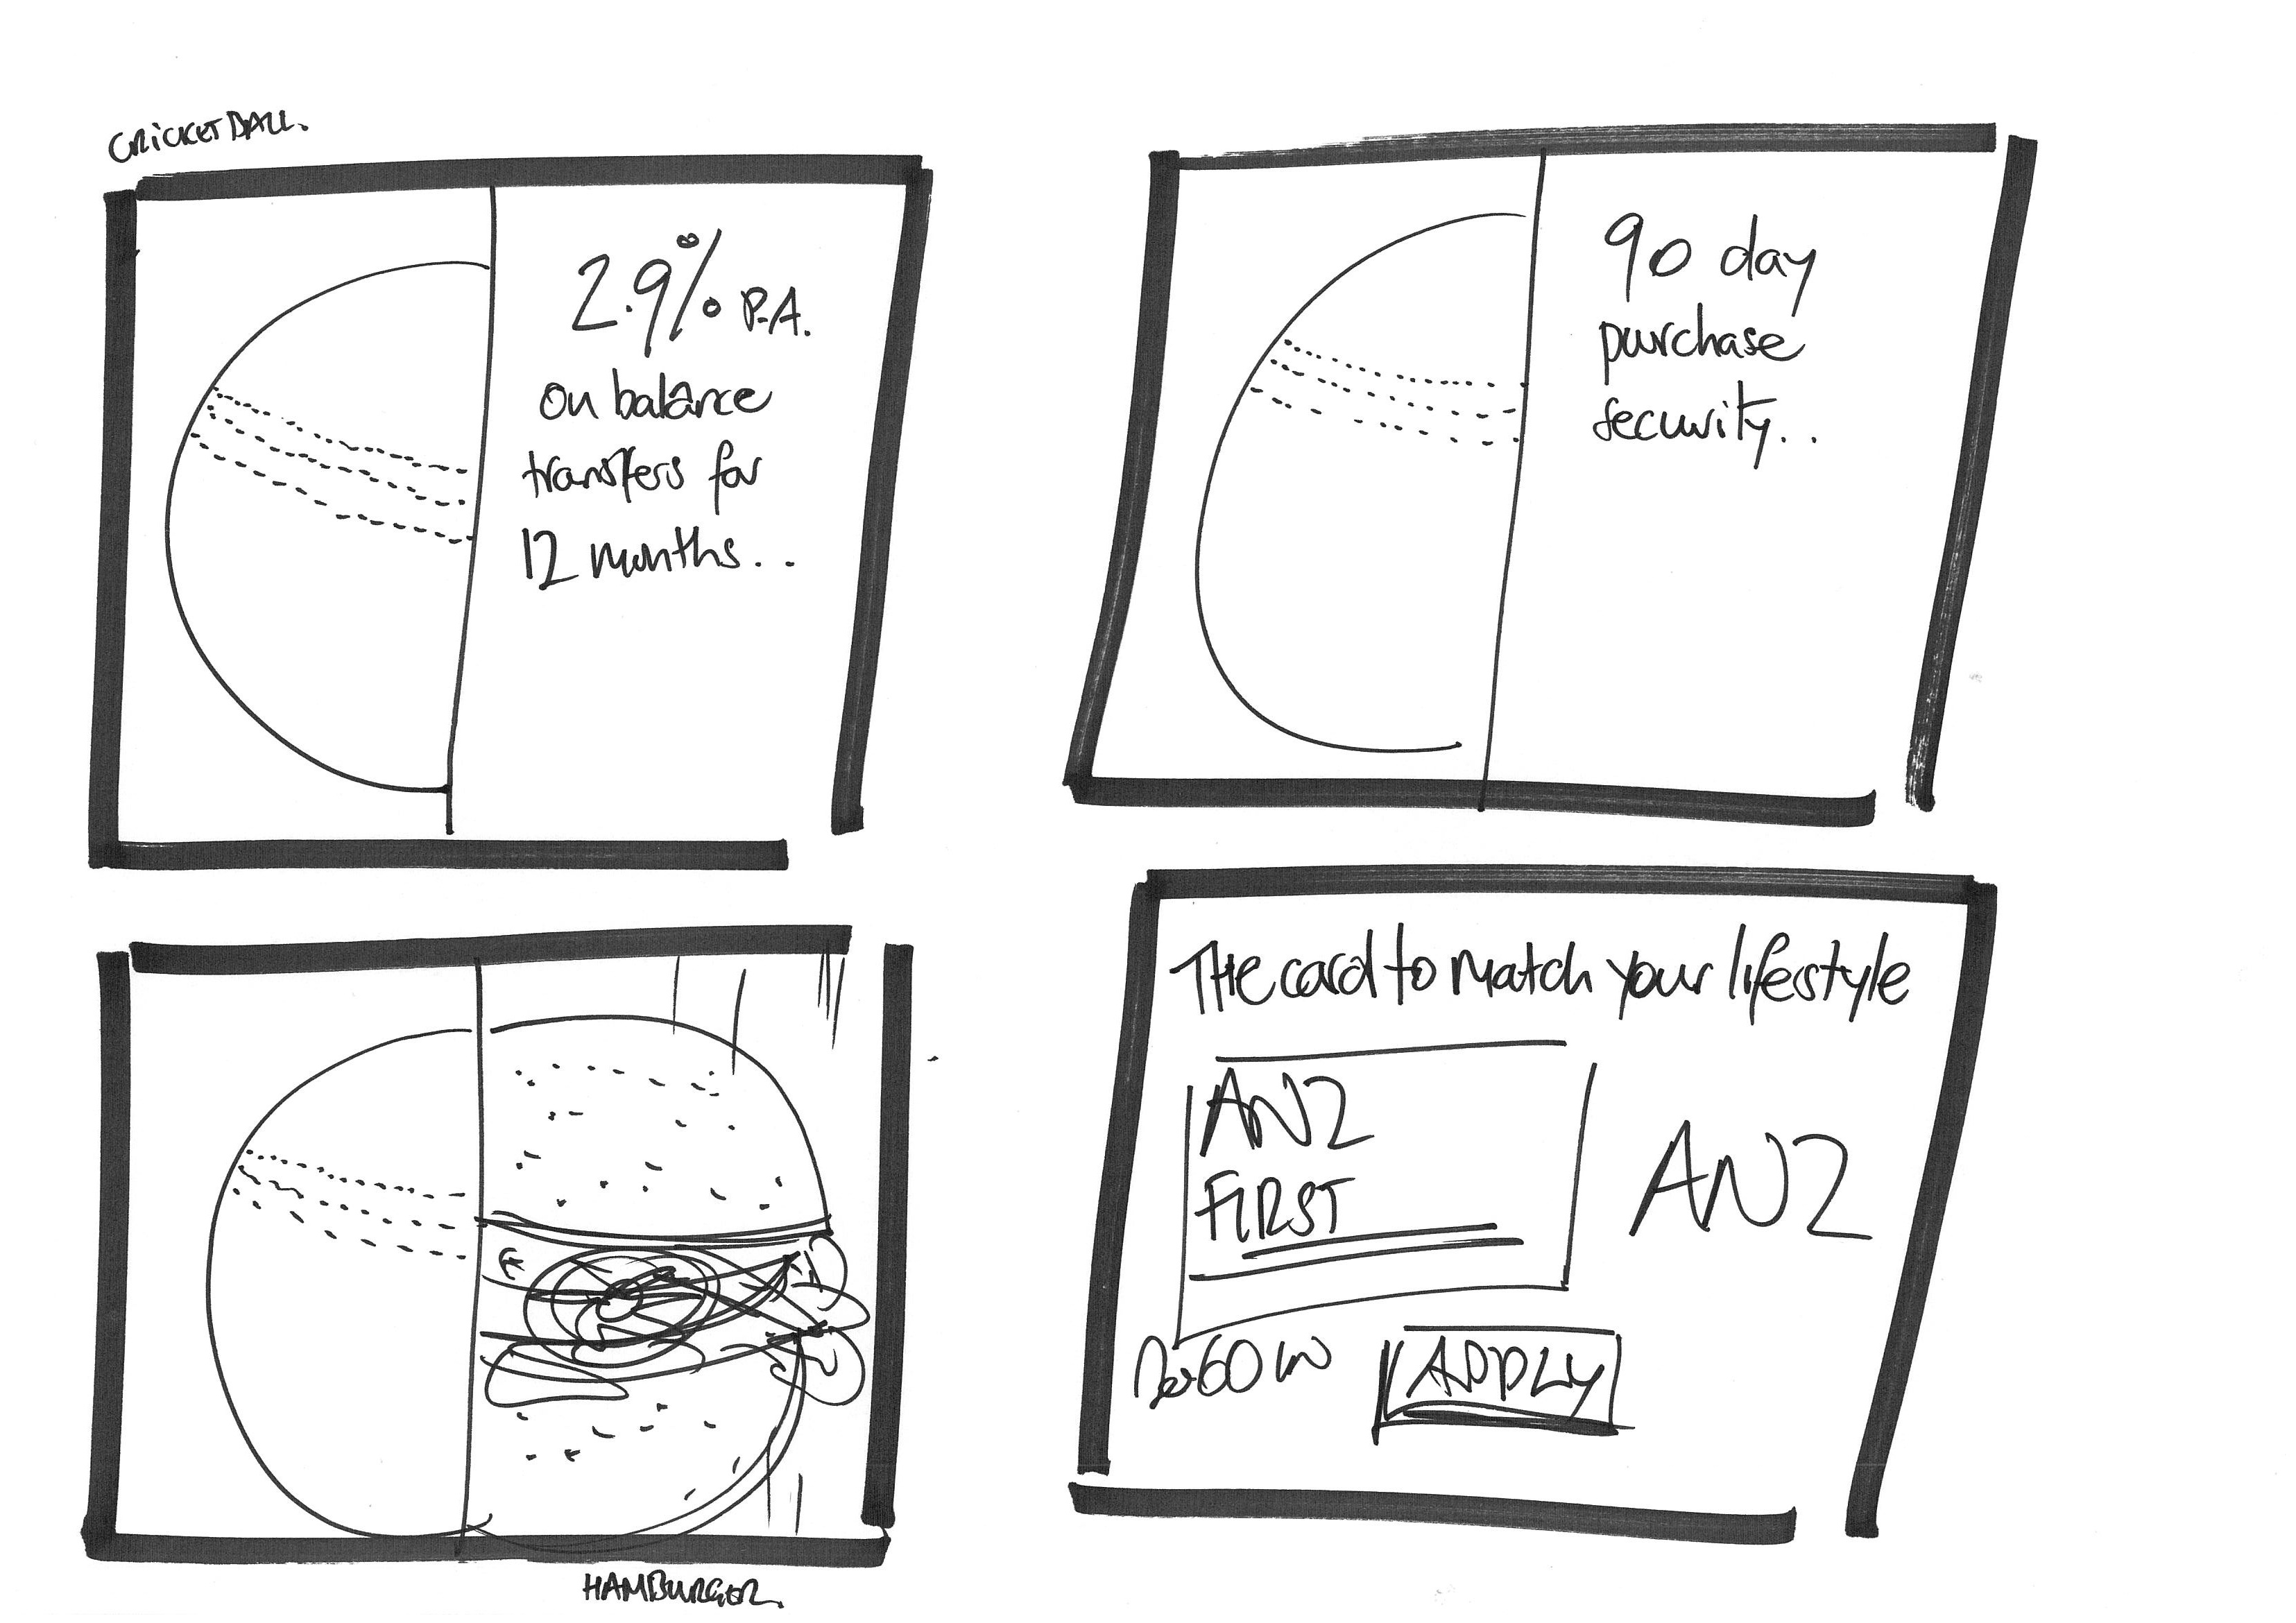 CRICKET BALL.
2.9% P.A.
on balance
transfers for
12 months...
90 day
purchase
security...
HAMBURGER
The card to match your lifestyle
ANZ
FIRST
ANZ
APPLY